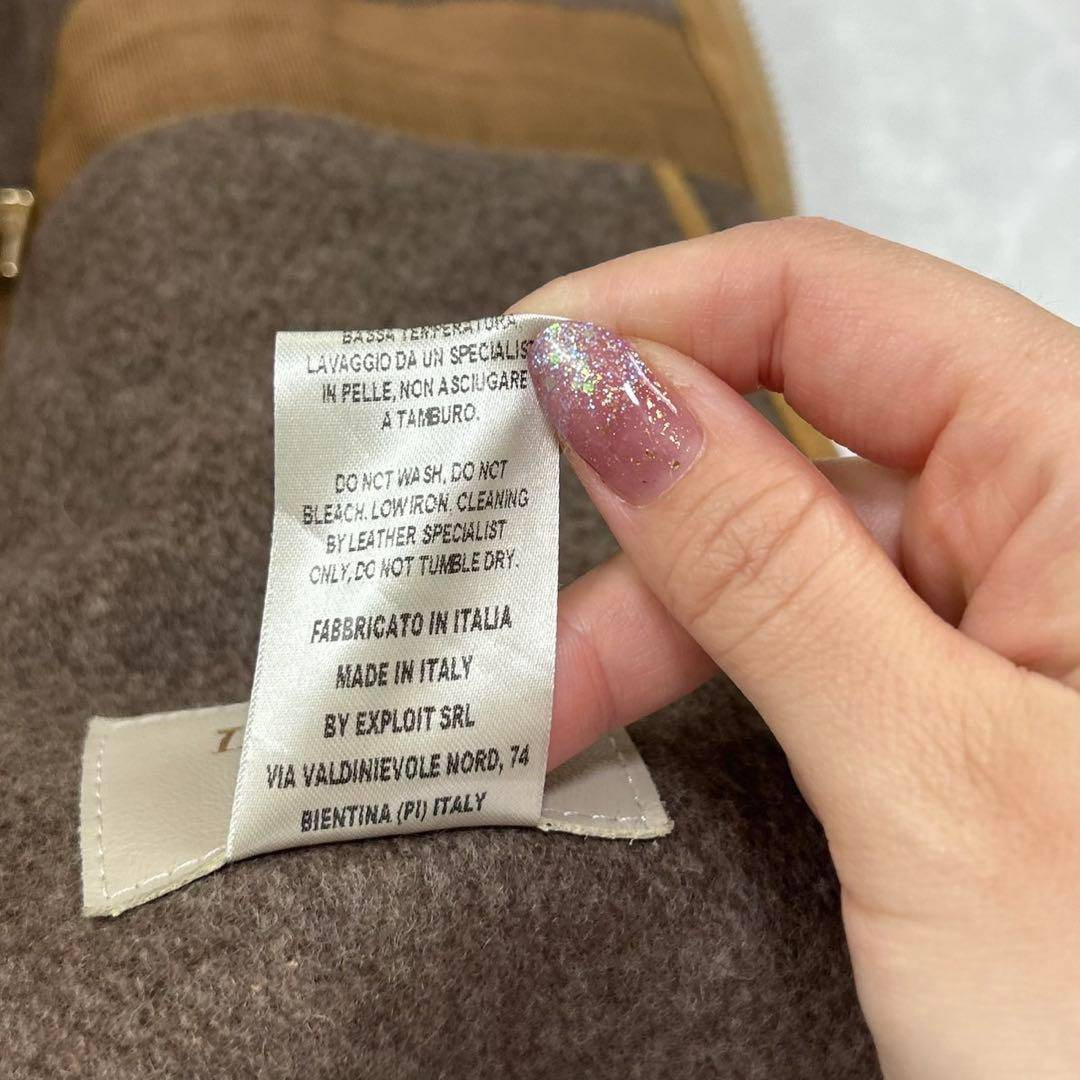 BASSA TEMPERATURA
LAVAGGIO DA UN
IN PELLE, NON ASCIUGARE
A TAMBURO.
DO NOT WASH, DO NOT
BLEACH. LOW IRON. CLEANING
BY LEATHER SPECIALIST
ONLY, DO NOT TUMBLE DRY.
FABBRICATO IN ITALIA
MADE IN ITALY
BY EXPLOIT SRL
VIA VALDINIEVOLE NORD, 74
BIENTINA (PI) ITALY